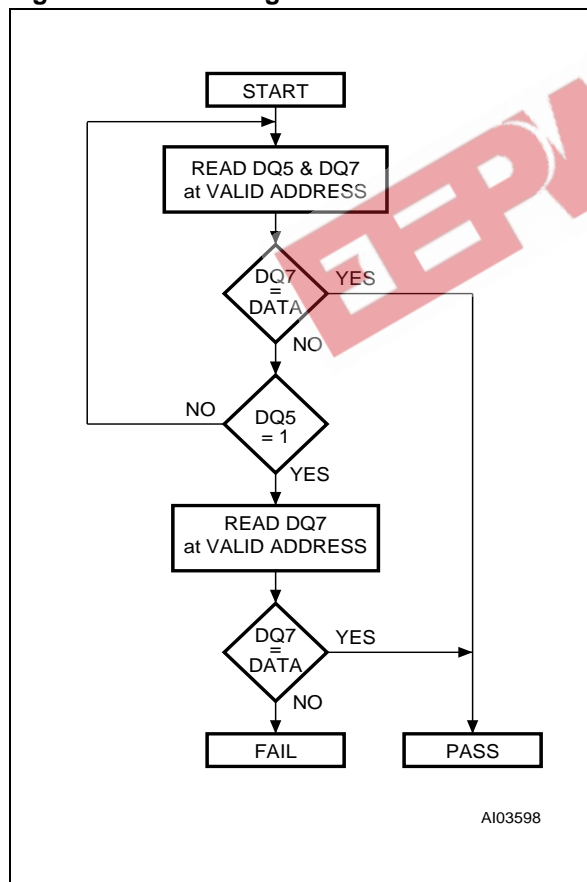 START
READ DQ5 & DQ7
at VALID ADDRESS
DQ7
=
DATA
YES
NO
DQ5
= 1
NO
YES
READ DQ7
at VALID ADDRESS
DQ7
=
DATA
YES
NO
FAIL
PASS
AI03598